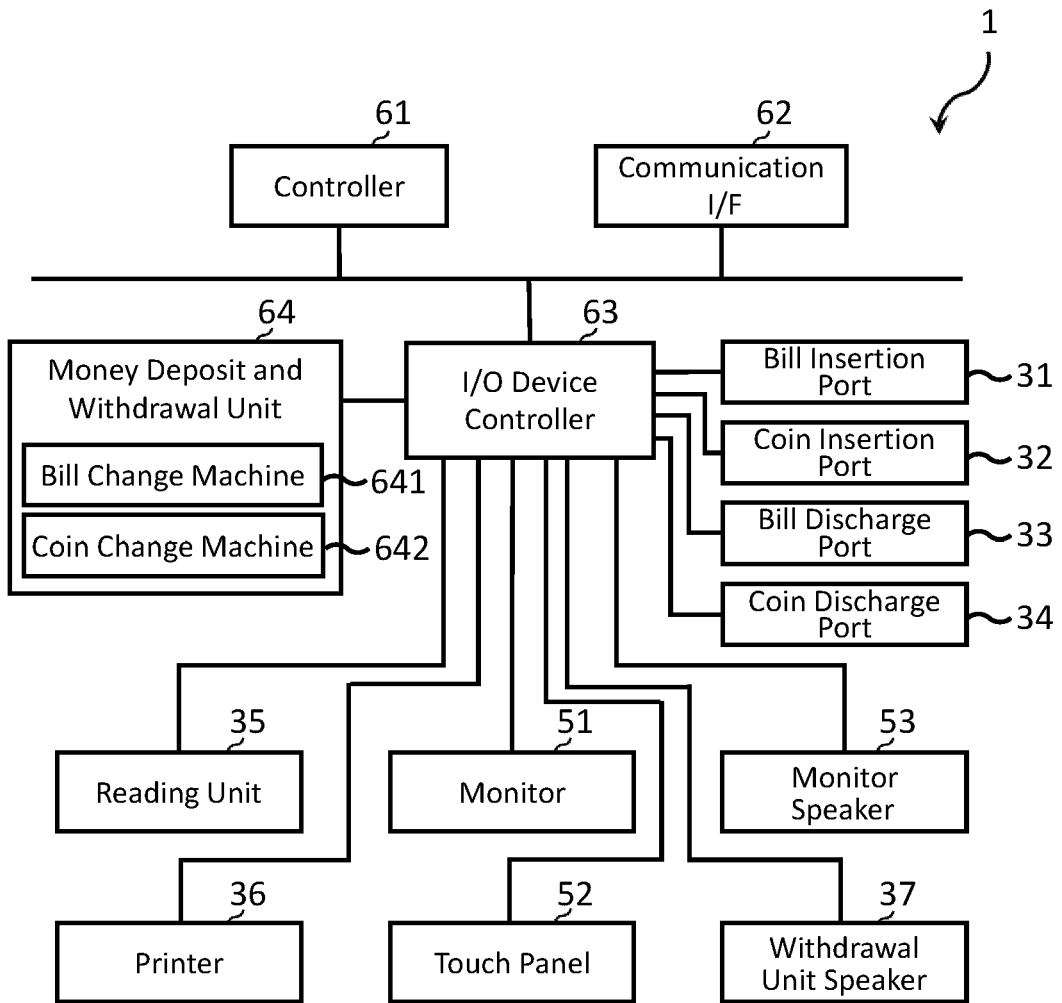 1
61
Controller
62
Communication
I/F
64
Money Deposit and
Withdrawal Unit
Bill Change Machine
641
Coin Change Machine
642
63
I/O Device
Controller
Bill Insertion
Port
31
Coin Insertion
Port
32
Bill Discharge
Port
33
Coin Discharge
Port
34
35
Reading Unit
51
Monitor
53
Monitor
Speaker
36
Printer
52
Touch Panel
37
Withdrawal
Unit Speaker